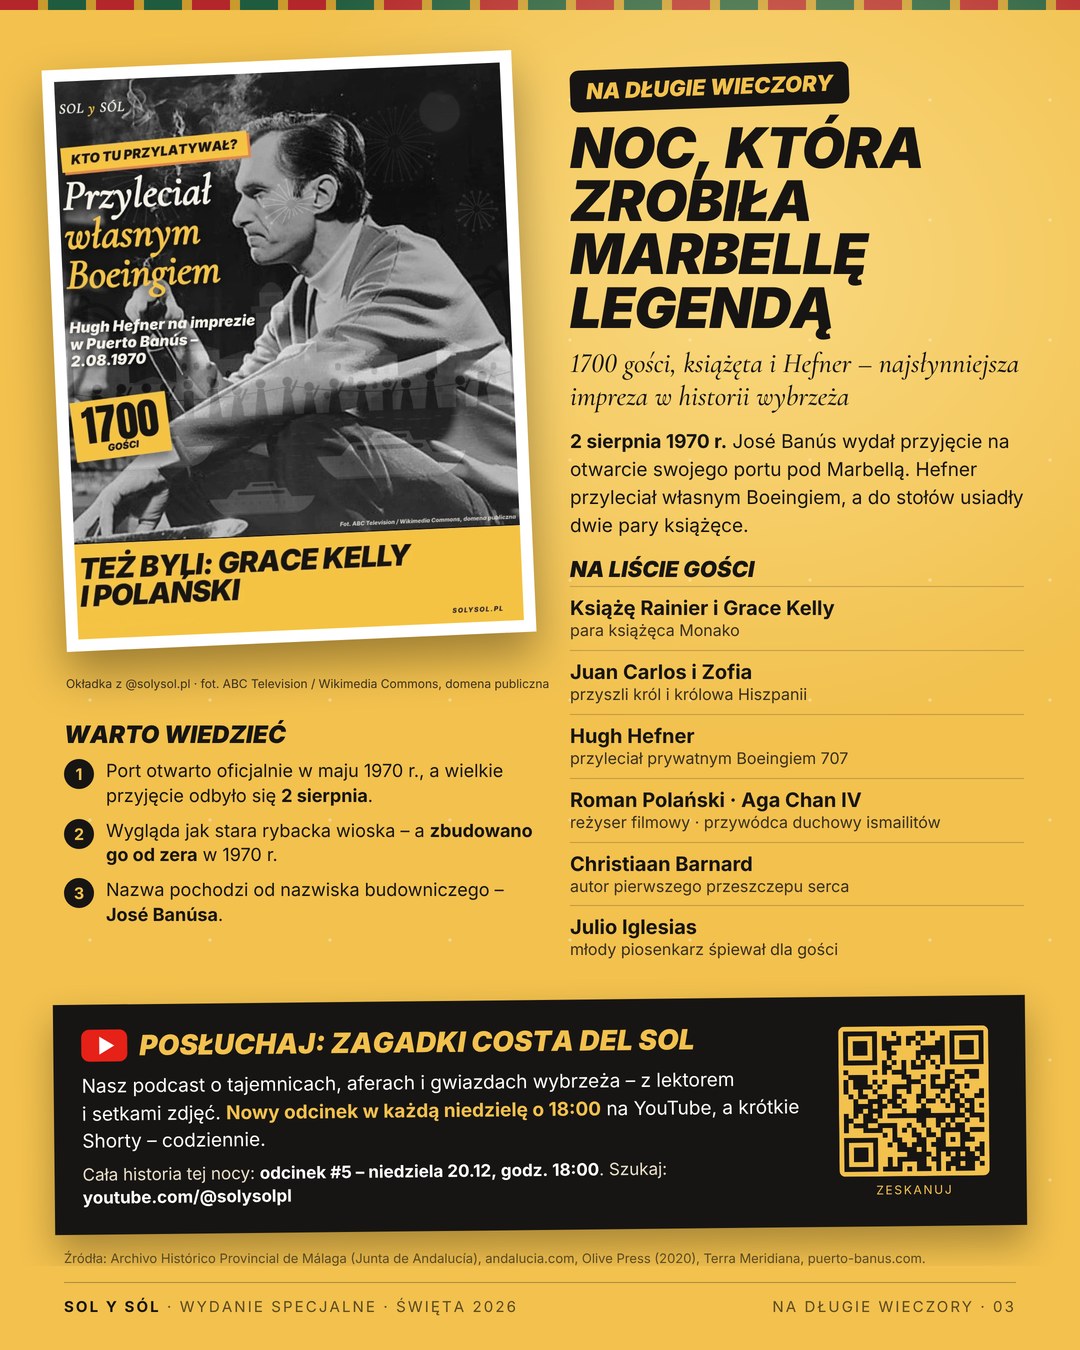 SOL y SÓL
KTO TU PRZYLATYWAŁ?
Przyleciał
własnym
Boeingiem
Hugh Hefner na imprezie
w Puerto Banús –
2.08.1970
1700
GOŚCI
Fot. ABC Television / Wikimedia Commons, domena publiczna
TEŻ BYLI: GRACE KELLY
I POLAŃSKI
SOLYSOL.PL
Okładka z @solysol.pl · fot. ABC Television / Wikimedia Commons, domena publiczna
WARTO WIEDZIEĆ
1 Port otwarto oficjalnie w maju 1970 r., a wielkie
przyjęcie odbyło się 2 sierpnia.
2 Wygląda jak stara rybacka wioska – a zbudowano
go od zera w 1970 r.
3 Nazwa pochodzi od nazwiska budowniczego –
José Banúsa.
NA DŁUGIE WIECZORY
NOC, KTÓRA
ZROBIŁA
MARBELLĘ
LEGENDĄ
1700 gości, książęta i Hefner – najsłynniejsza
impreza w historii wybrzeża
2 sierpnia 1970 r. José Banús wydał przyjęcie na
otwarcie swojego portu pod Marbellą. Hefner
przyleciał własnym Boeingiem, a do stołów usiadły
dwie pary książęce.
NA LIŚCIE GOŚCI
Książę Rainier i Grace Kelly
para książęca Monako
Juan Carlos i Zofia
przyszli król i królowa Hiszpanii
Hugh Hefner
przyleciał prywatnym Boeingiem 707
Roman Polański · Aga Chan IV
reżyser filmowy · przywódca duchowy ismailitów
Christiaan Barnard
autor pierwszego przeszczepu serca
Julio Iglesias
młody piosenkarz śpiewał dla gości
POSŁUCHAJ: ZAGADKI COSTA DEL SOL
Nasz podcast o tajemnicach, aferach i gwiazdach wybrzeża – z lektorem
i setkami zdjęć. Nowy odcinek w każdą niedzielę o 18:00 na YouTube, a krótkie
Shorty – codziennie.
Cała historia tej nocy: odcinek #5 – niedziela 20.12, godz. 18:00. Szukaj:
youtube.com/@solysolpl
ZESKANUJ
Źródła: Archivo Histórico Provincial de Málaga (Junta de Andalucía), andalucia.com, Olive Press (2020), Terra Meridiana, puerto-banus.com.
SOL Y SÓL · WYDANIE SPECJALNE · ŚWIĘTA 2026
NA DŁUGIE WIECZORY · 03